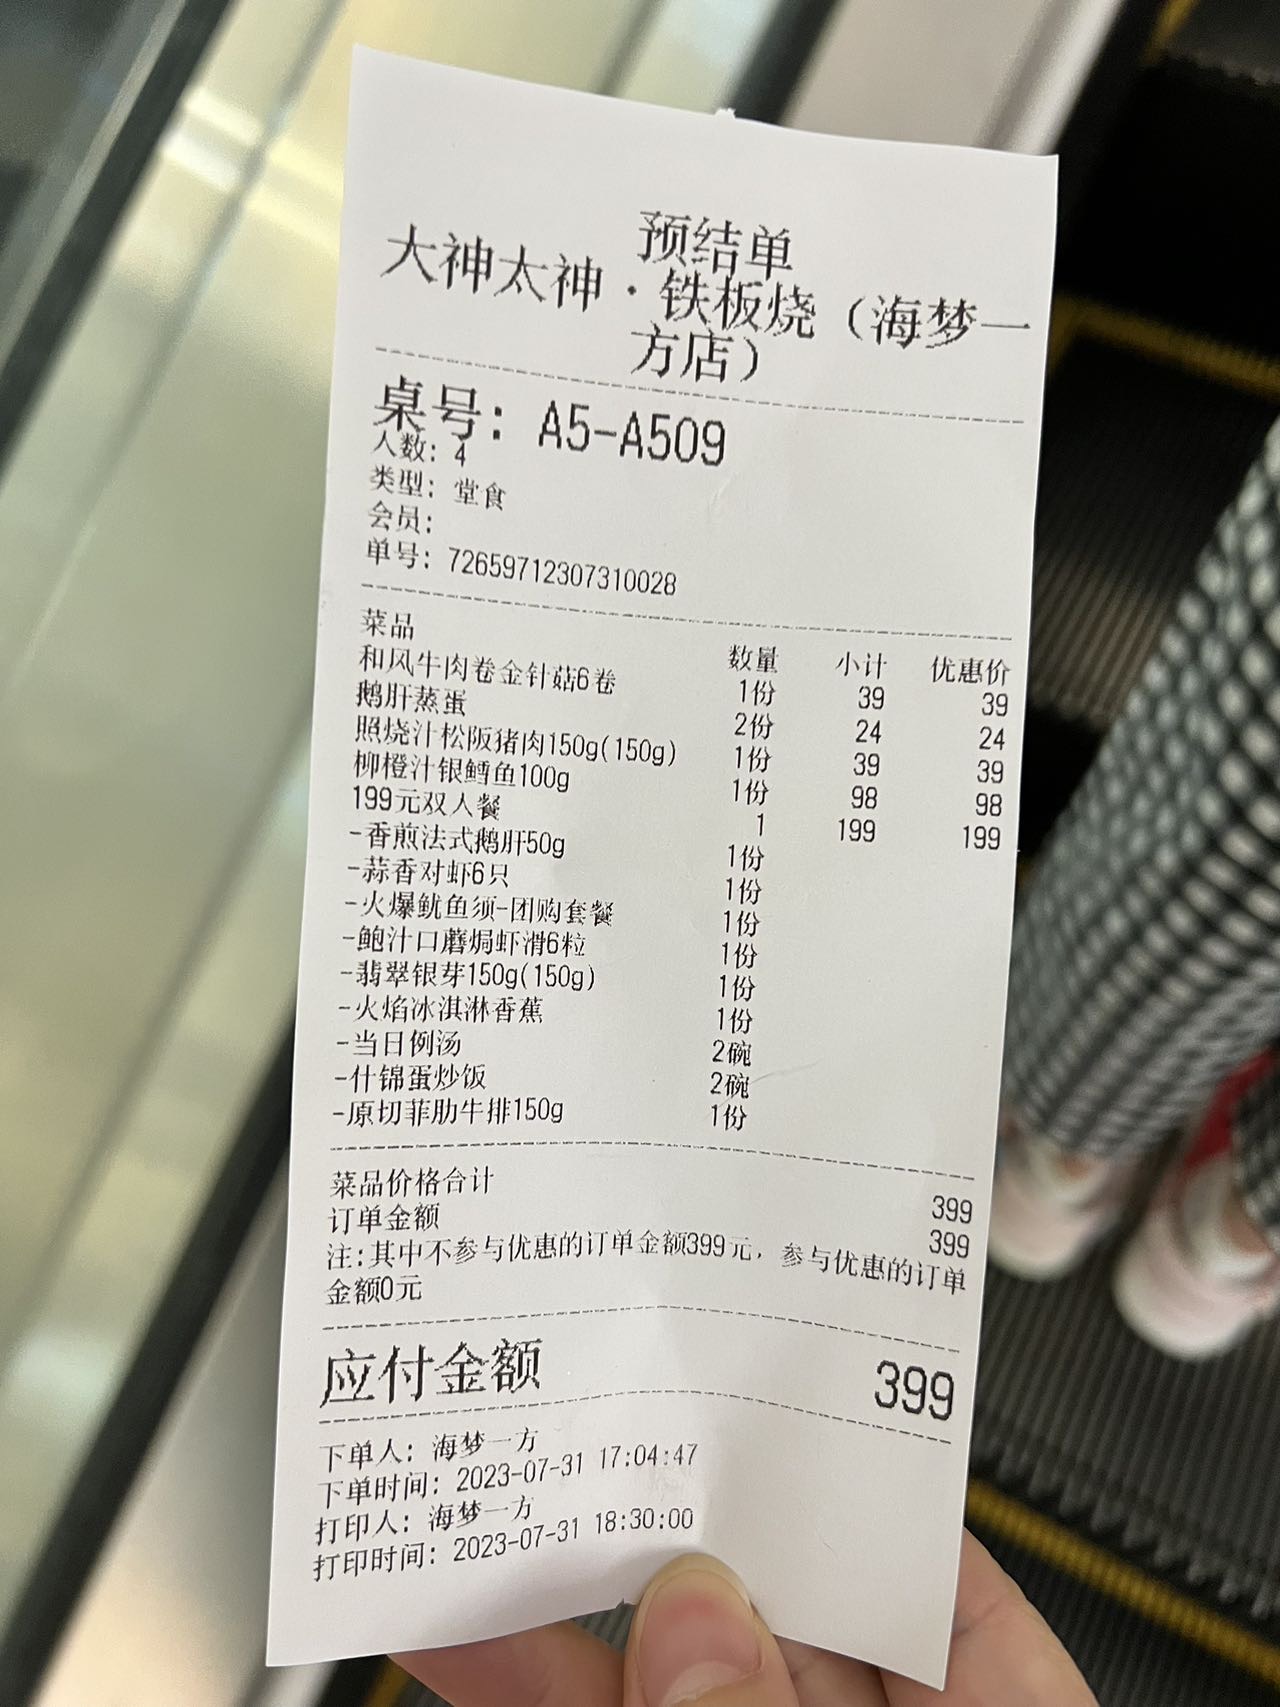 预结单
大神太神·铁板烧（海梦一
方店）
桌号：A5-A509
人数：4
类型：堂食
会员：
单号：72659712307310028
菜品 数量 小计 优惠价
和风牛肉卷金针菇6卷 1份 39 39
鹅肝蒸蛋 2份 24 24
照烧汁松阪猪肉150g(150g) 1份 39 39
柳橙汁银鳕鱼100g 1份 98 98
199元双人餐 1 199 199
-香煎法式鹅肝50g 1份
-蒜香对虾6只 1份
-火爆鱿鱼须-团购套餐 1份
-鲍汁口蘑焗虾滑6粒 1份
-翡翠银芽150g(150g) 1份
-火焰冰淇淋香蕉 1份
-当日例汤 2碗
-什锦蛋炒饭 2碗
-原切菲肋牛排150g 1份
菜品价格合计 399
订单金额 399
注:其中不参与优惠的订单金额399元，参与优惠的订单
金额0元
应付金额 399
下单人：海梦一方
下单时间：2023-07-31 17:04:47
打印人：海梦一方
打印时间：2023-07-31 18:30:00